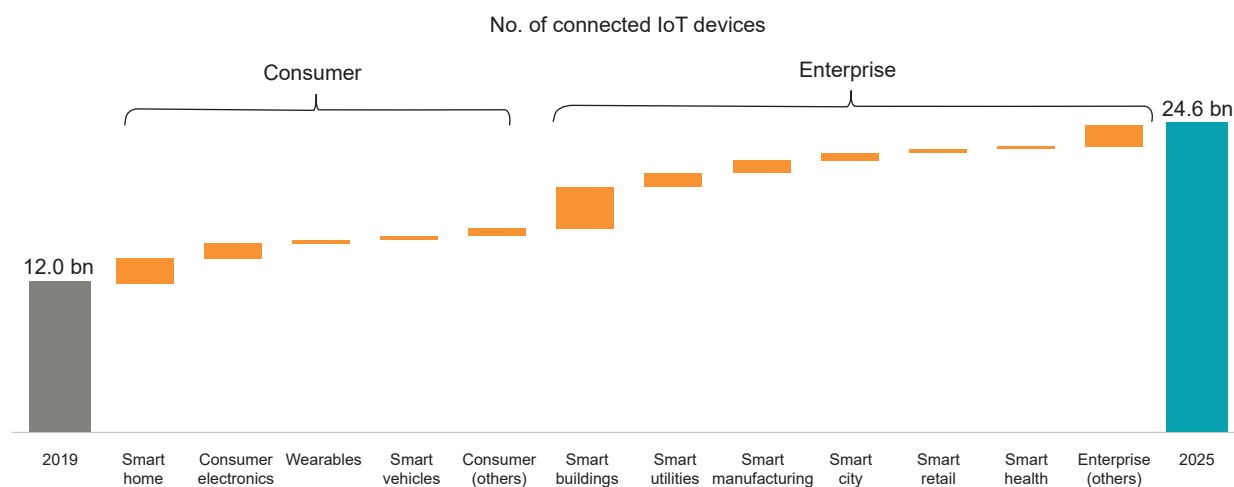 No. of connected IoT devices
Consumer
Enterprise
24.6 bn
12.0 bn
2019
Smart
home
Consumer
electronics
Wearables
Smart
vehicles
Consumer
(others)
Smart
buildings
Smart
utilities
Smart
manufacturing
Smart
city
Smart
retail
Smart
health
Enterprise
(others)
2025